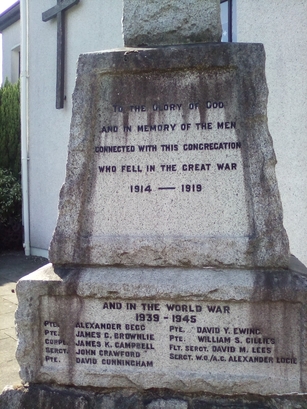 TO THE GLORY OF GOD
AND IN MEMORY OF THE MEN
CONNECTED WITH THIS CONGREGATION
WHO FELL IN THE GREAT WAR
1914 — 1919
AND IN THE WORLD WAR
1939 - 1945
PTE. ALEXANDER BEGG
PTE. JAMES C. BROWNLIE
CORPL. JAMES K. CAMPBELL
SERGT. JOHN CRAWFORD
PTE. DAVID CUNNINGHAM
PTE. DAVID Y. EWING
PTE. WILLIAM S. GILLIES
FLT. SERGT. DAVID M. LEES
SERGT. W.O./A.G. ALEXANDER LOGIE